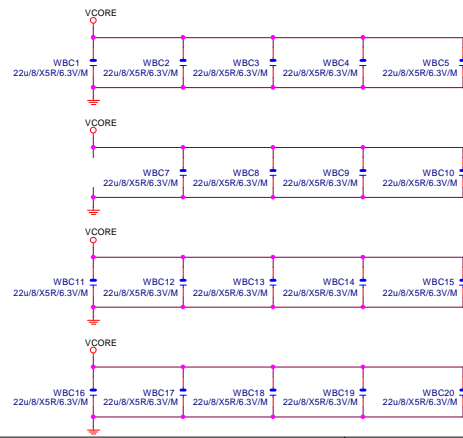 VCORE
WBC1 WBC2 WBC3 WBC4 WBC5
22u/8/X5R/6.3V/M 22u/8/X5R/6.3V/M 22u/8/X5R/6.3V/M 22u/8/X5R/6.3V/M 22u/8/X5R/6.3V/M
VCORE
WBC7 WBC8 WBC9 WBC10
22u/8/X5R/6.3V/M 22u/8/X5R/6.3V/M 22u/8/X5R/6.3V/M 22u/8/X5R/6.3V/M
VCORE
WBC11 WBC12 WBC13 WBC14 WBC15
22u/8/X5R/6.3V/M 22u/8/X5R/6.3V/M 22u/8/X5R/6.3V/M 22u/8/X5R/6.3V/M 22u/8/X5R/6.3V/M
VCORE
WBC16 WBC17 WBC18 WBC19 WBC20
22u/8/X5R/6.3V/M 22u/8/X5R/6.3V/M 22u/8/X5R/6.3V/M 22u/8/X5R/6.3V/M 22u/8/X5R/6.3V/M